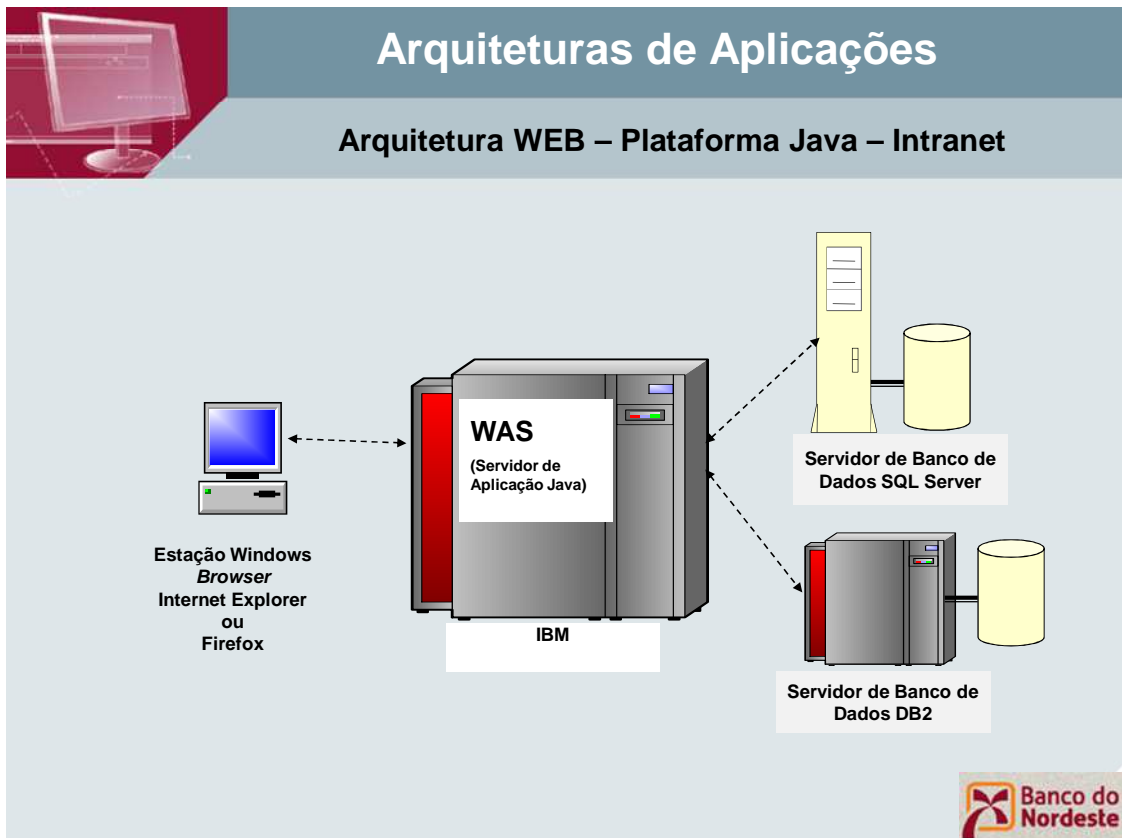 Arquiteturas de Aplicações
Arquitetura WEB – Plataforma Java – Intranet
WAS
(Servidor de
Aplicação Java)
IBM
Estação Windows
Browser
Internet Explorer
ou
Firefox
Servidor de Banco de
Dados SQL Server
Servidor de Banco de
Dados DB2
Banco do
Nordeste